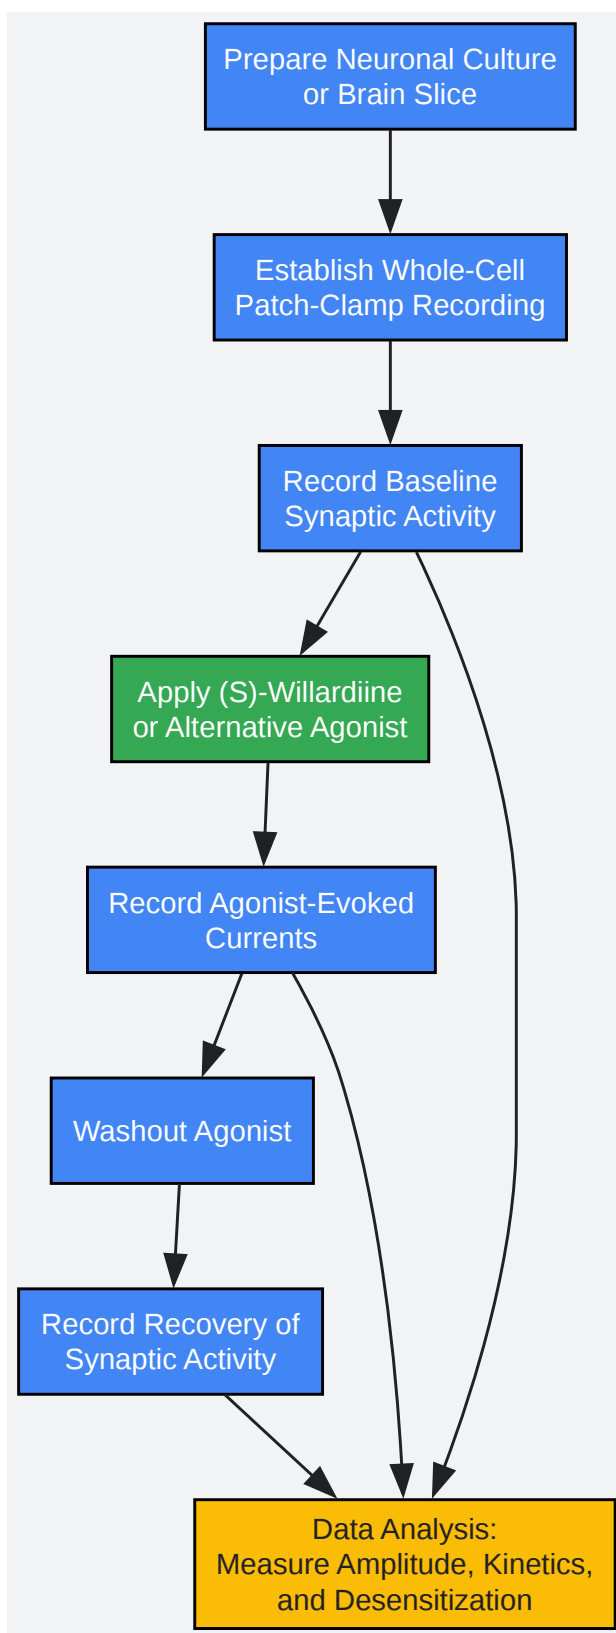 Prepare Neuronal Culture
or Brain Slice
Establish Whole-Cell
Patch-Clamp Recording
Record Baseline
Synaptic Activity
Apply (S)-Willardiine
or Alternative Agonist
Record Agonist-Evoked
Currents
Washout Agonist
Record Recovery of
Synaptic Activity
Data Analysis:
Measure Amplitude, Kinetics,
and Desensitization